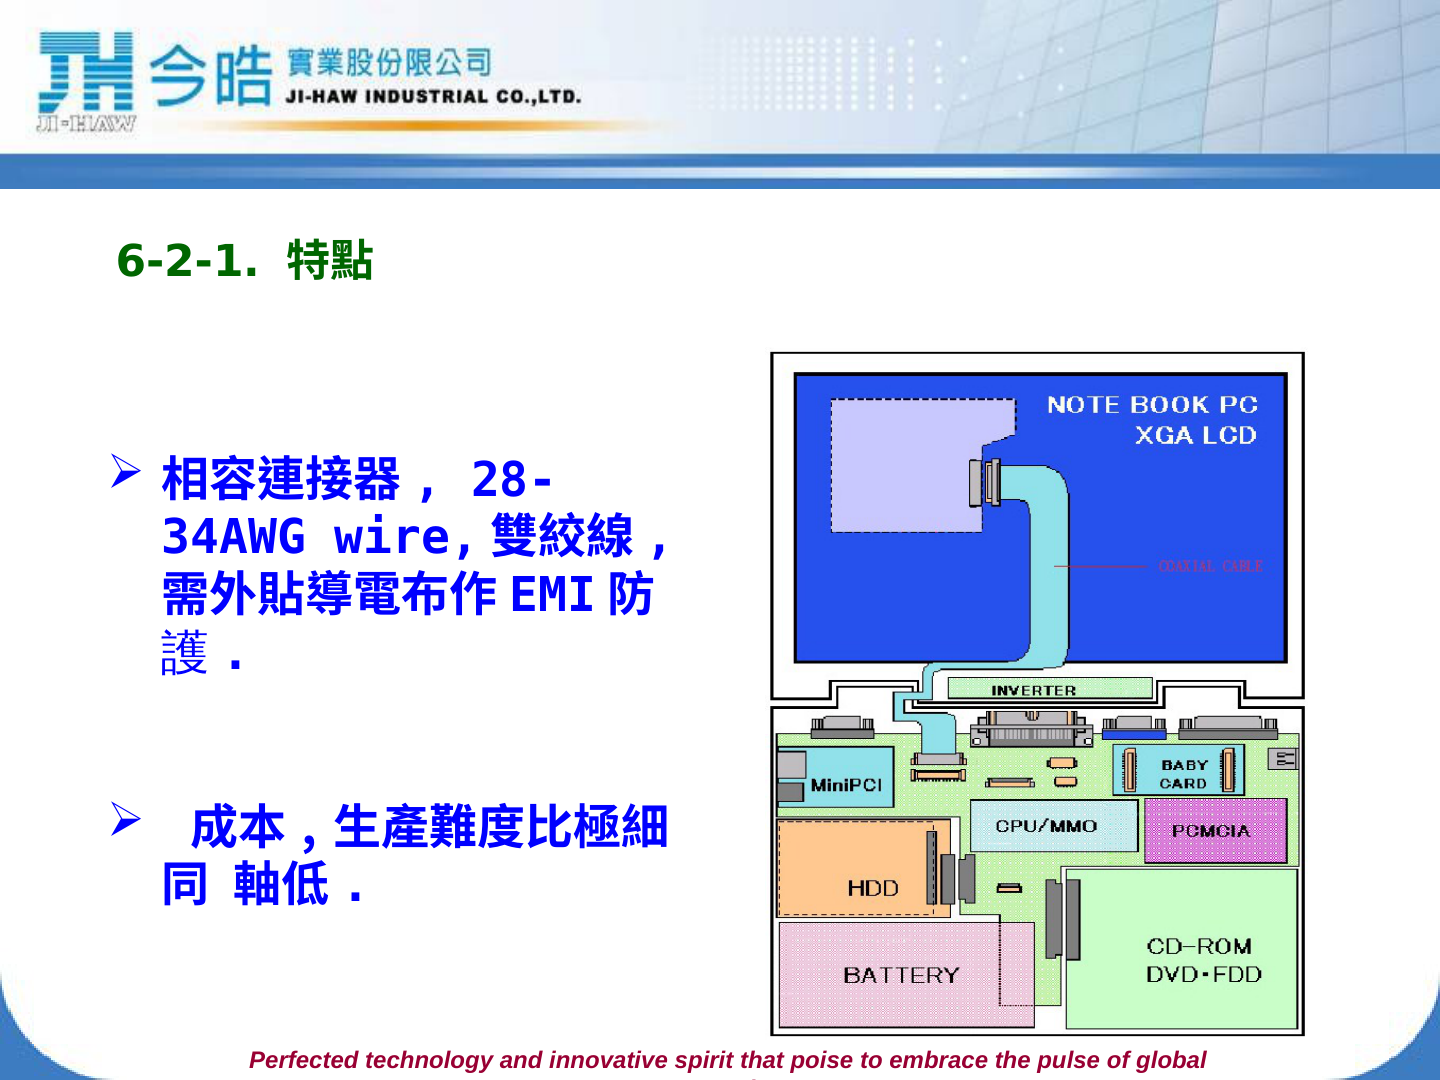 JI-HAW
今皓 實業股份限公司
JI-HAW INDUSTRIAL CO.,LTD.
6-2-1. 特點
相容連接器, 28-
34AWG wire,雙絞線,
需外貼導電布作EMI防
護.
成本,生產難度比極細
同 軸低.
NOTE BOOK PC
XGA LCD
COAXIAL CABLE
INVERTER
MiniPCI
BABY
CARD
CPU/MMO
PCMCIA
HDD
BATTERY
CD-ROM
DVD・FDD
Perfected technology and innovative spirit that poise to embrace the pulse of global